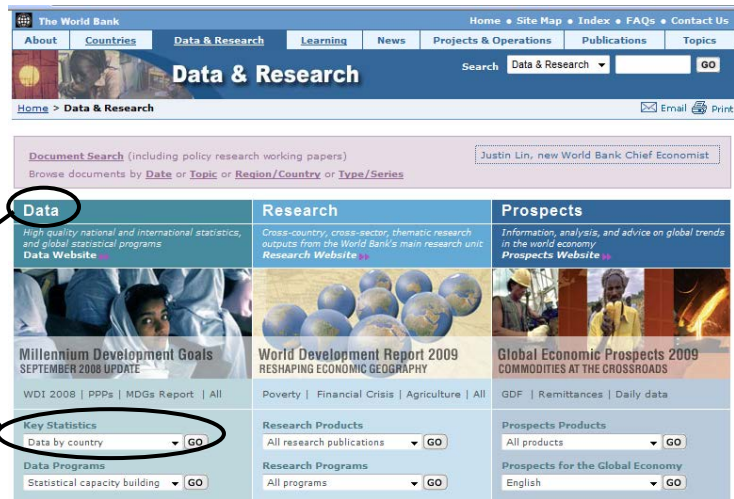 The World Bank
Home • Site Map • Index • FAQs • Contact Us
About Countries Data & Research Learning News Projects & Operations Publications Topics
Data & Research
Search Data & Research GO
Home > Data & Research
Email Print
Document Search (including policy research working papers)
Browse documents by Date or Topic or Region/Country or Type/Series
Justin Lin, new World Bank Chief Economist
Data
High quality national and international statistics,
and global statistical programs
Data Website
Millennium Development Goals
SEPTEMBER 2008 UPDATE
WDI 2008 | PPPs | MDGs Report | All
Key Statistics
Data by country GO
Data Programs
Statistical capacity building GO
Research
Cross-country, cross-sector, thematic research
outputs from the World Bank's main research unit
Research Website
World Development Report 2009
RESHAPING ECONOMIC GEOGRAPHY
Poverty | Financial Crisis | Agriculture | All
Research Products
All research publications GO
Research Programs
All programs GO
Prospects
Information, analysis, and advice on global trends
in the world economy
Prospects Website
Global Economic Prospects 2009
COMMODITIES AT THE CROSSROADS
GDF | Remittances | Daily data
Prospects Products
All products GO
Prospects for the Global Economy
English GO